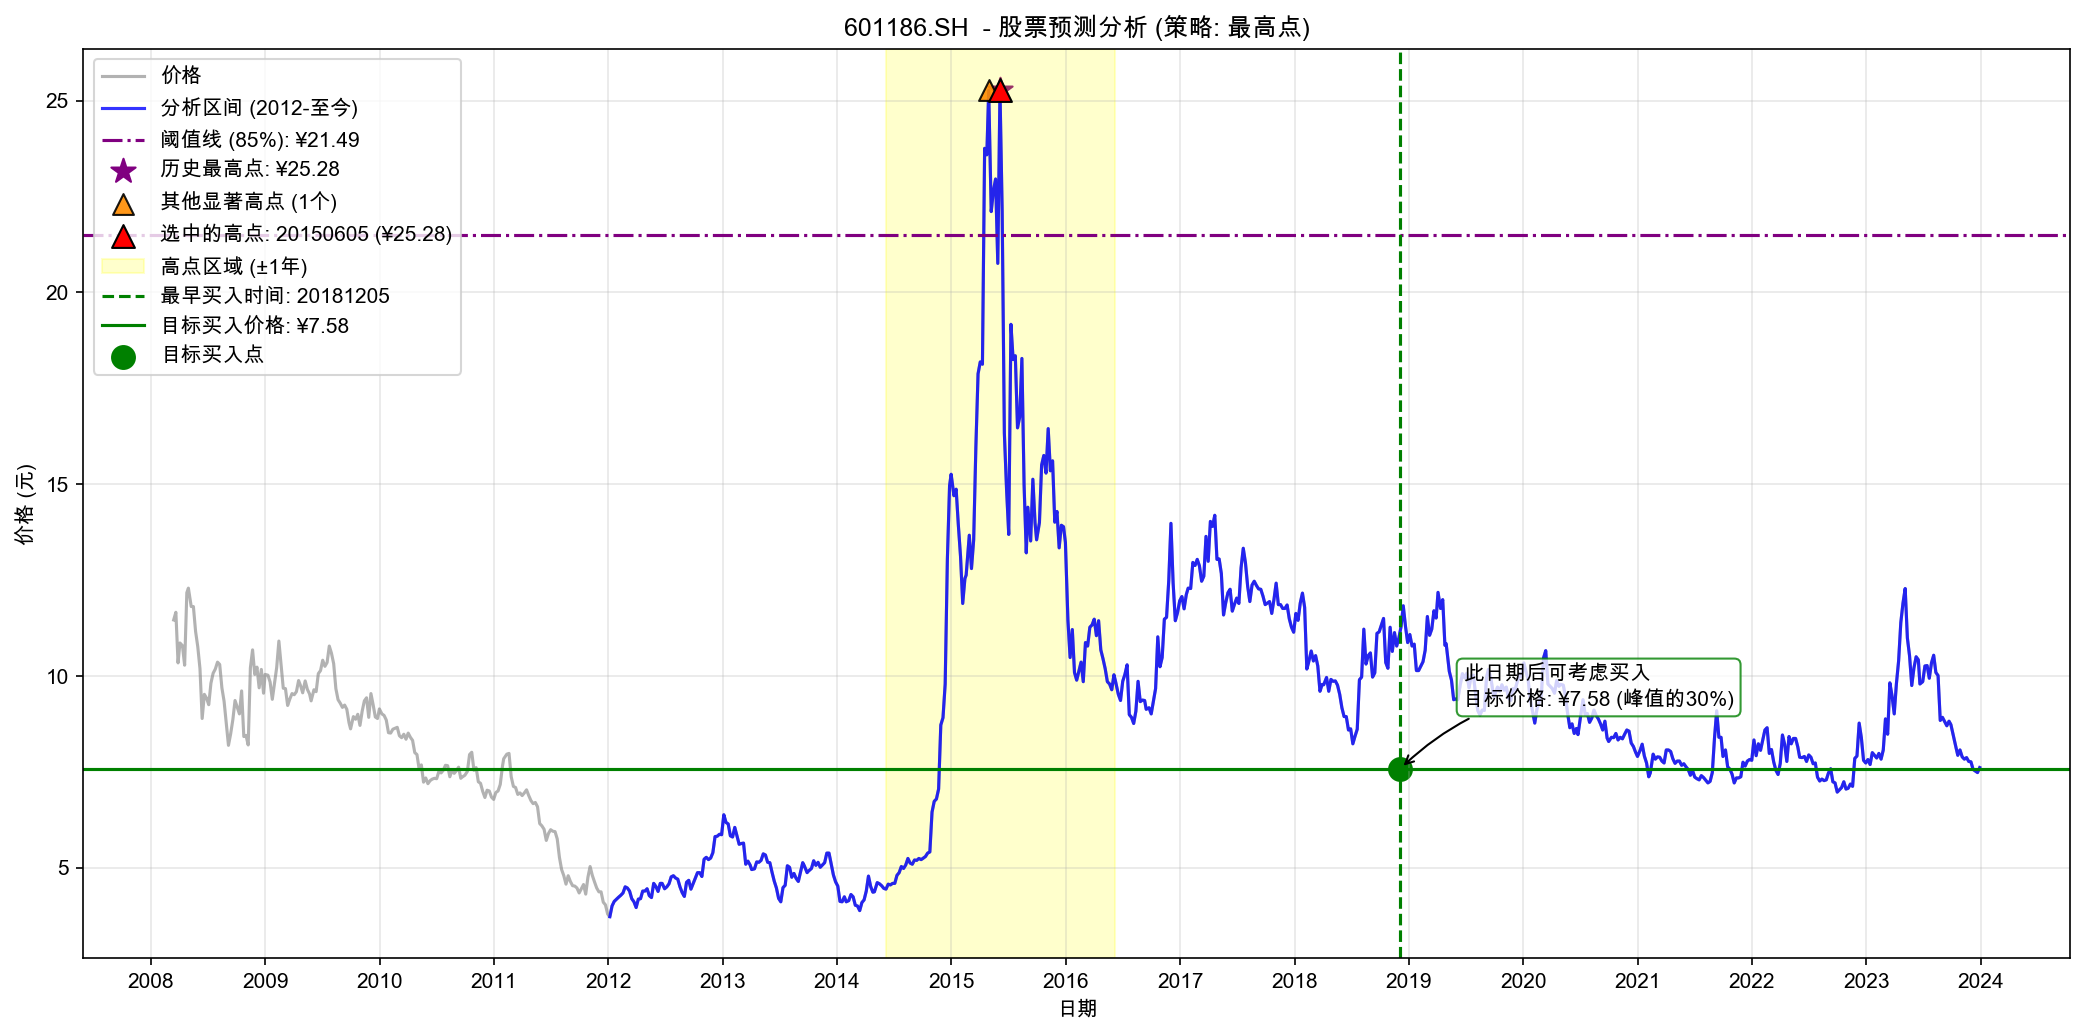 601186.SH - 股票预测分析 (策略: 最高点)
价格
分析区间 (2012-至今)
阈值线 (85%): ¥21.49
历史最高点: ¥25.28
其他显著高点 (1个)
选中的高点: 20150605 (¥25.28)
高点区域 (±1年)
最早买入时间: 20181205
目标买入价格: ¥7.58
目标买入点
25
20
15
10
5
价格 (元)
此日期后可考虑买入
目标价格: ¥7.58 (峰值的30%)
2008 2009 2010 2011 2012 2013 2014 2015 2016 2017 2018 2019 2020 2021 2022 2023 2024
日期